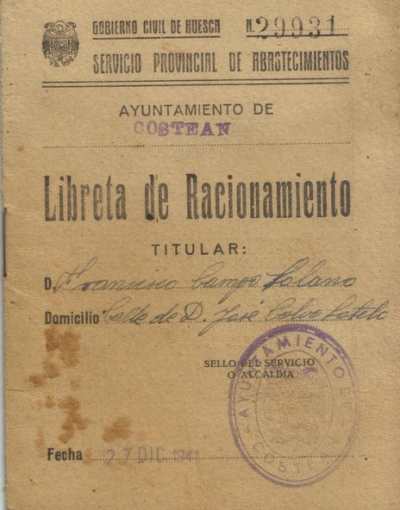 GOBIERNO CIVIL DE HUESCA N. 29931
SERVICIO PROVINCIAL DE ABASTECIMIENTOS
AYUNTAMIENTO DE
COSTEAN
Libreta de Racionamiento
TITULAR:
D. Francisco Campo Solano
Domicilio Calle de D. José Calvo Sotelo
SELLO DEL SERVICIO
O ALCALDIA
AYUNTAMIENTO
Fecha 27 DIC 1941